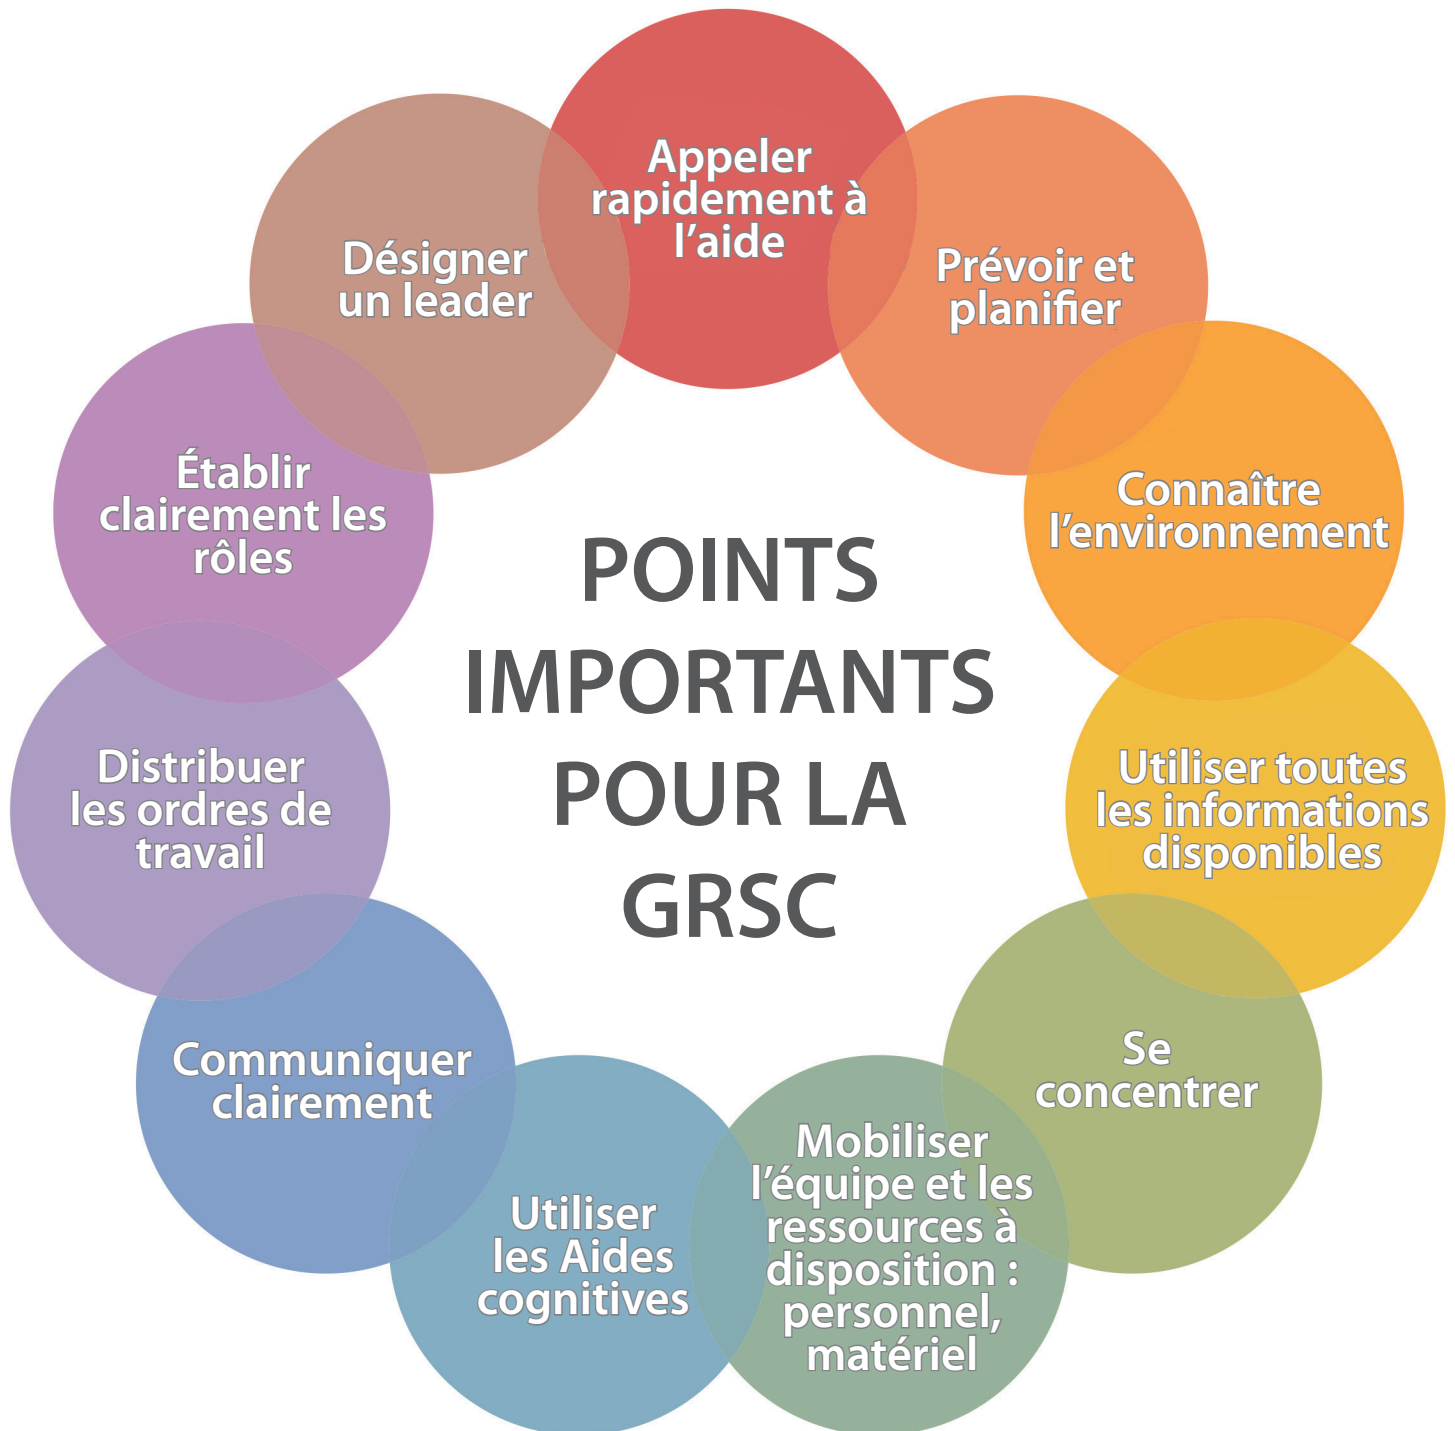 Appeler
rapidement à
l’aide
Prévoir et
planifier
Connaître
l’environnement
Utiliser toutes
les informations
disponibles
Se
concentrer
Mobiliser
l’équipe et les
ressources à
disposition :
personnel,
matériel
Utiliser
les Aides
cognitives
Communiquer
clairement
Distribuer
les ordres de
travail
Établir
clairement les
rôles
Désigner
un leader
POINTS
IMPORTANTS
POUR LA
GRSC